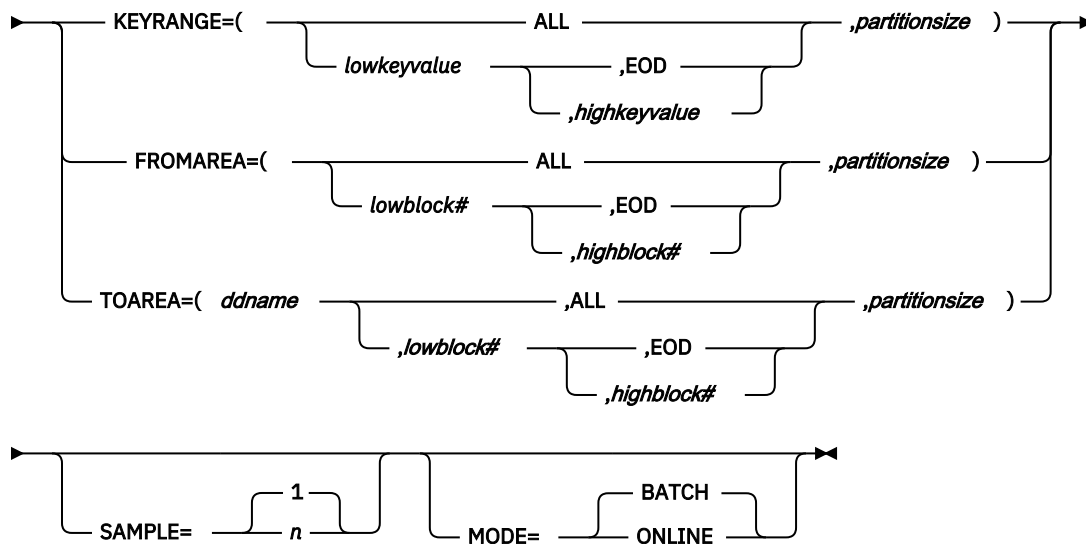 KEYRANGE=( ALL ,partitionsize )
lowkeyvalue ,EOD
,highkeyvalue
FROMAREA=( ALL ,partitionsize )
lowblock# ,EOD
,highblock#
TOAREA=( ddname ,ALL ,partitionsize )
,lowblock# ,EOD
,highblock#
1 BATCH
SAMPLE= n MODE= ONLINE